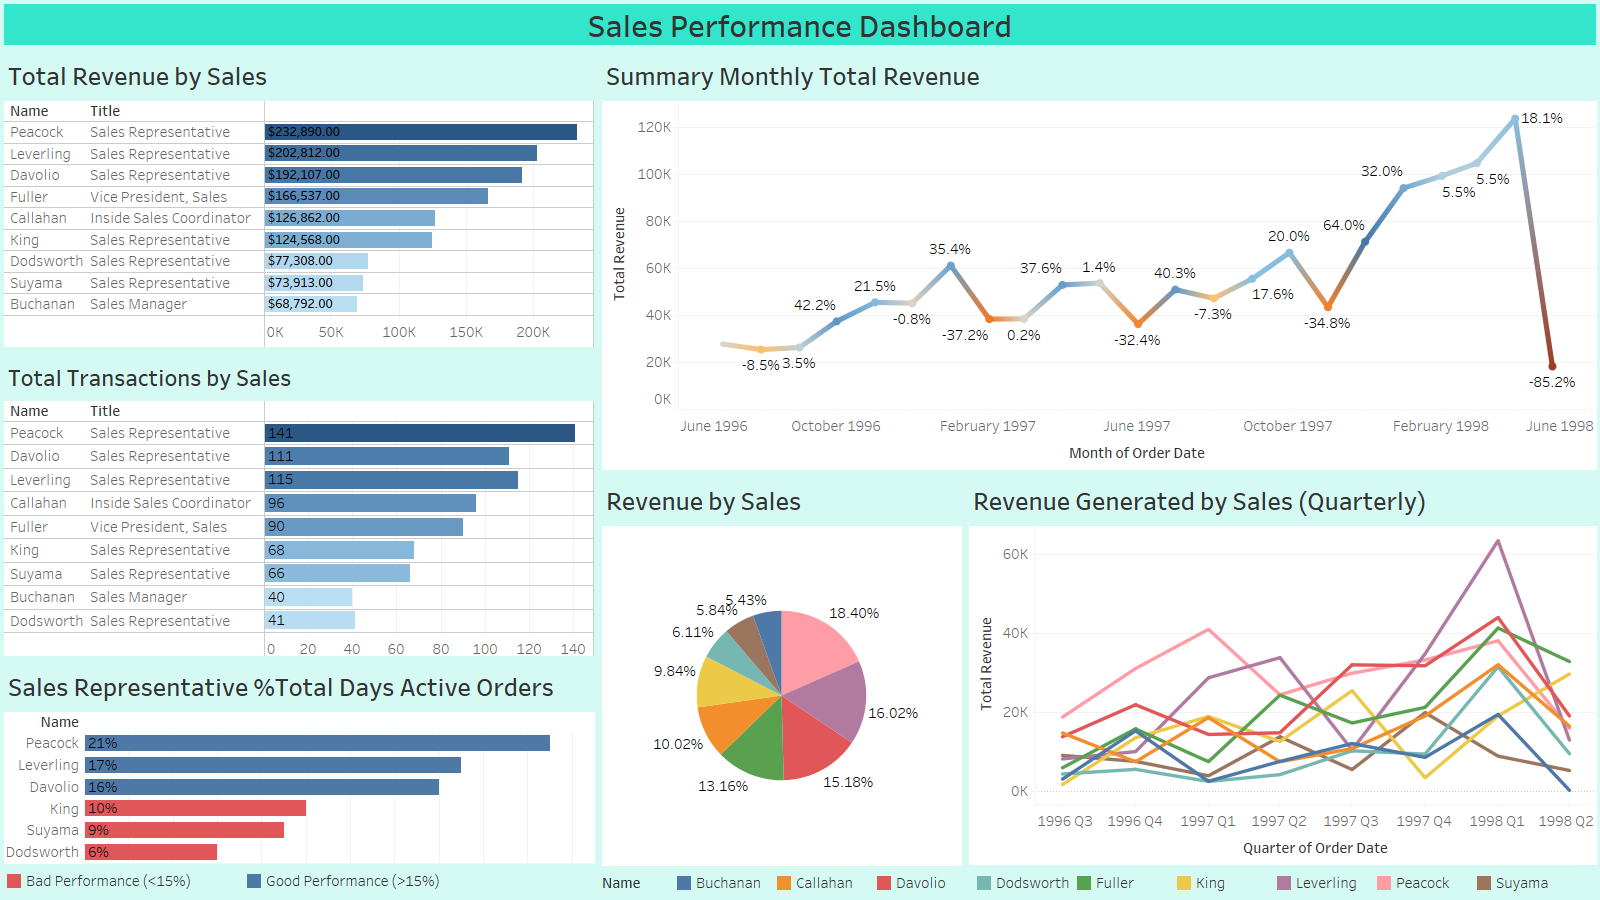 Sales Performance Dashboard
Total Revenue by Sales
Name Title
Peacock Sales Representative $232,890.00
Leverling Sales Representative $202,812.00
Davolio Sales Representative $192,107.00
Fuller Vice President, Sales $166,537.00
Callahan Inside Sales Coordinator $126,862.00
King Sales Representative $124,568.00
Dodsworth Sales Representative $77,308.00
Suyama Sales Representative $73,913.00
Buchanan Sales Manager $68,792.00
0K 50K 100K 150K 200K
Total Transactions by Sales
Name Title
Peacock Sales Representative 141
Davolio Sales Representative 111
Leverling Sales Representative 115
Callahan Inside Sales Coordinator 96
Fuller Vice President, Sales 90
King Sales Representative 68
Suyama Sales Representative 66
Buchanan Sales Manager 40
Dodsworth Sales Representative 41
0 20 40 60 80 100 120 140
Sales Representative %Total Days Active Orders
Name
Peacock 21%
Leverling 17%
Davolio 16%
King 10%
Suyama 9%
Dodsworth 6%
Bad Performance (<15%) Good Performance (>15%)
Summary Monthly Total Revenue
Total Revenue
120K
100K
80K
60K
40K
20K
0K
-8.5% 3.5% 42.2% 21.5% -0.8% 35.4% -37.2% 0.2% 37.6% 1.4% -32.4% 40.3% -7.3% 17.6% 20.0% -34.8% 64.0% 32.0% 5.5% 5.5% 18.1% -85.2%
June 1996 October 1996 February 1997 June 1997 October 1997 February 1998 June 1998
Month of Order Date
Revenue by Sales
18.40%
16.02%
15.18%
13.16%
10.02%
9.84%
6.11%
5.84%
5.43%
Revenue Generated by Sales (Quarterly)
Total Revenue
60K
40K
20K
0K
1996 Q3 1996 Q4 1997 Q1 1997 Q2 1997 Q3 1997 Q4 1998 Q1 1998 Q2
Quarter of Order Date
Name Buchanan Callahan Davolio Dodsworth Fuller King Leverling Peacock Suyama